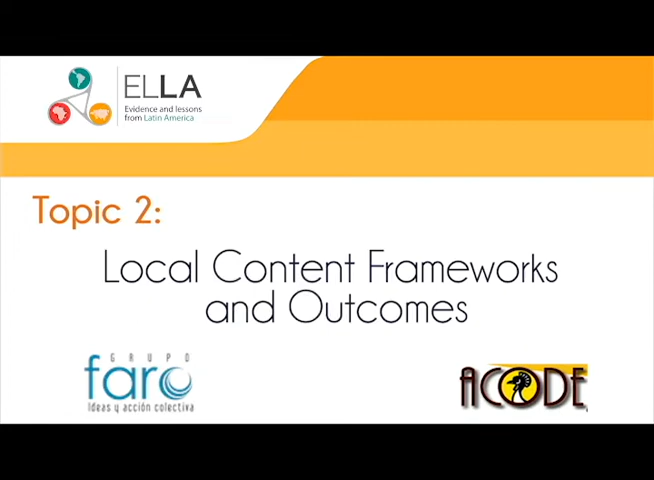 ELLA
Evidence and lessons
from Latin America
Topic 2:
Local Content Frameworks
and Outcomes
GRUPO
faro
Ideas y acción colectiva
ACODE